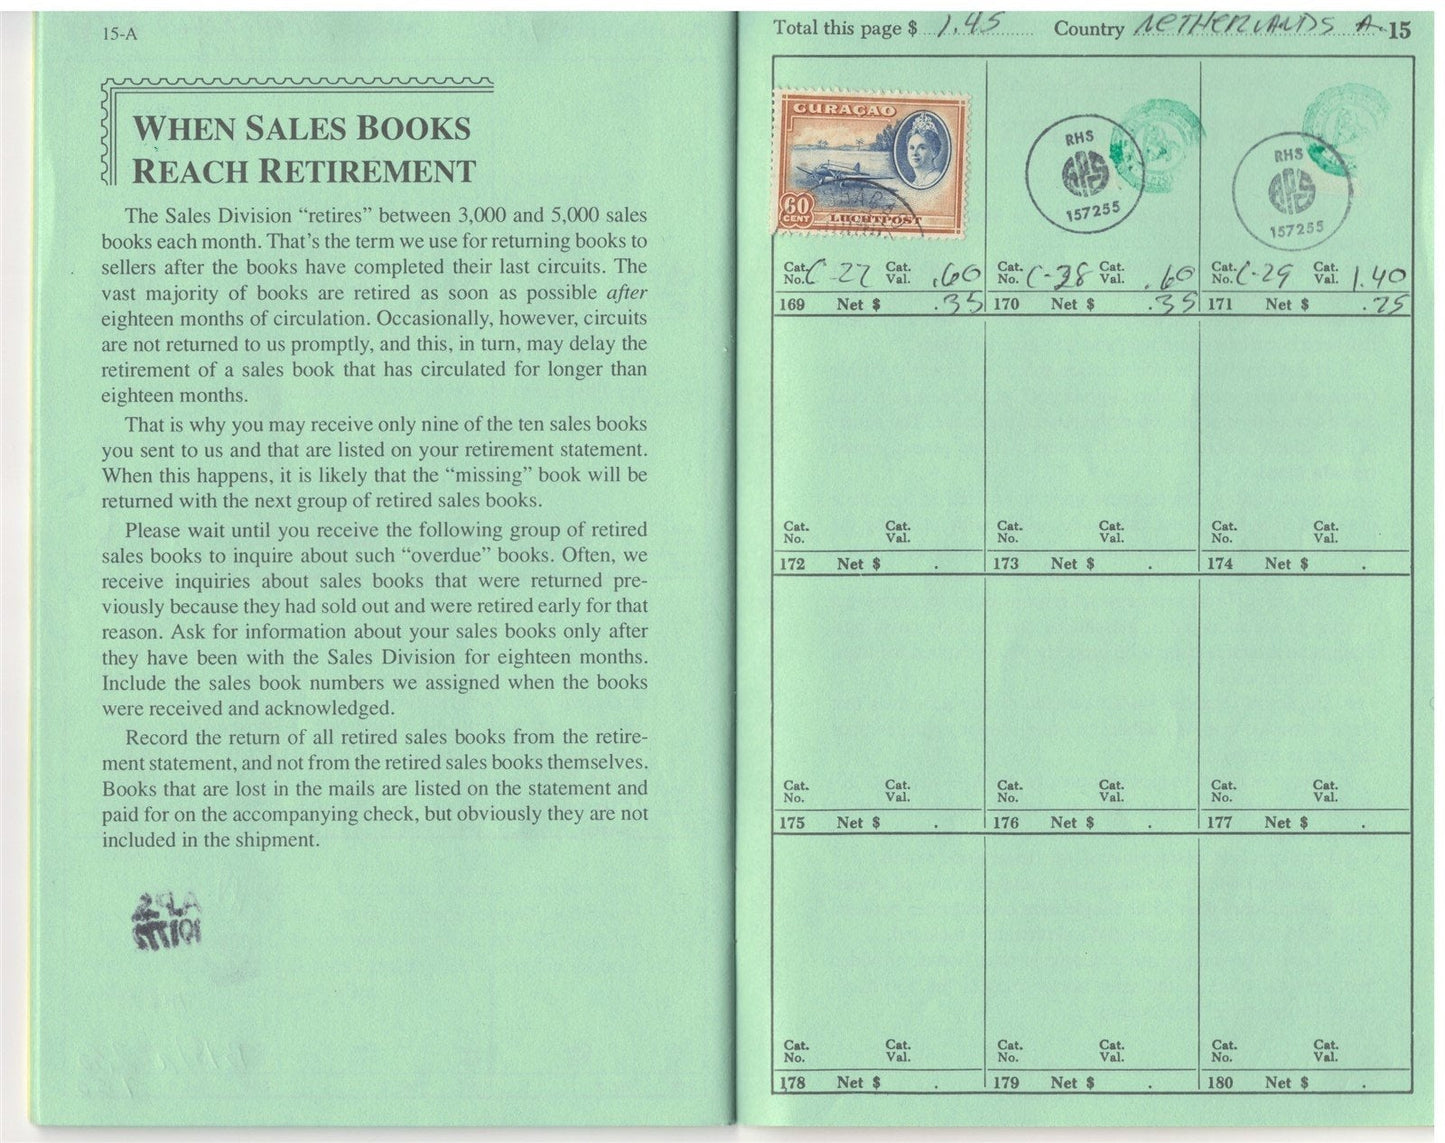 15-A
WHEN SALES BOOKS
REACH RETIREMENT
The Sales Division “retires” between 3,000 and 5,000 sales
books each month. That’s the term we use for returning books to
sellers after the books have completed their last circuits. The
vast majority of books are retired as soon as possible after
eighteen months of circulation. Occasionally, however, circuits
are not returned to us promptly, and this, in turn, may delay the
retirement of a sales book that has circulated for longer than
eighteen months.
That is why you may receive only nine of the ten sales books
you sent to us and that are listed on your retirement statement.
When this happens, it is likely that the “missing” book will be
returned with the next group of retired sales books.
Please wait until you receive the following group of retired
sales books to inquire about such “overdue” books. Often, we
receive inquiries about sales books that were returned pre-
viously because they had sold out and were retired early for that
reason. Ask for information about your sales books only after
they have been with the Sales Division for eighteen months.
Include the sales book numbers we assigned when the books
were received and acknowledged.
Record the return of all retired sales books from the retire-
ment statement, and not from the retired sales books themselves.
Books that are lost in the mails are listed on the statement and
paid for on the accompanying check, but obviously they are not
included in the shipment.
Total this page $ 1.45 Country NETHERLANDS A. 15
CURAÇAO
60
CENT
LUCHTPOST
RHS
APS
157255
RHS
APS
157255
Cat. No. C-27 Cat. Val. .60 Cat. No. C-28 Cat. Val. .60 Cat. No. C-29 Cat. Val. 1.40
169 Net $ .35 170 Net $ .35 171 Net $ .75
Cat. No. Cat. Val. Cat. No. Cat. Val. Cat. No. Cat. Val.
172 Net $ . 173 Net $ . 174 Net $ .
Cat. No. Cat. Val. Cat. No. Cat. Val. Cat. No. Cat. Val.
175 Net $ . 176 Net $ . 177 Net $ .
Cat. No. Cat. Val. Cat. No. Cat. Val. Cat. No. Cat. Val.
178 Net $ . 179 Net $ . 180 Net $ .